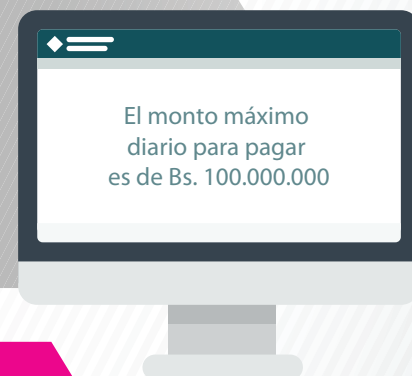 El monto máximo
diario para pagar
es de Bs. 100.000.000